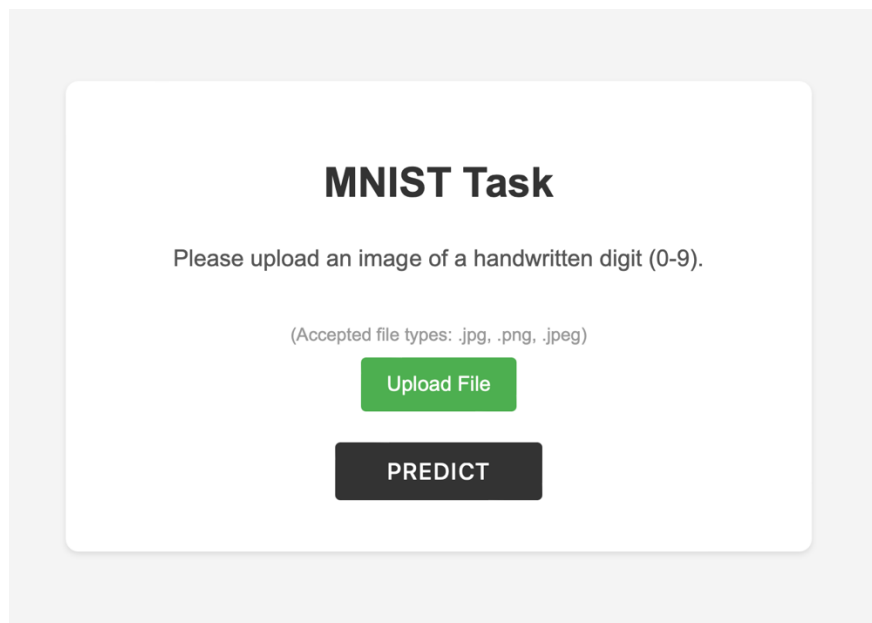 MNIST Task
Please upload an image of a handwritten digit (0-9).
(Accepted file types: .jpg, .png, .jpeg)
Upload File
PREDICT